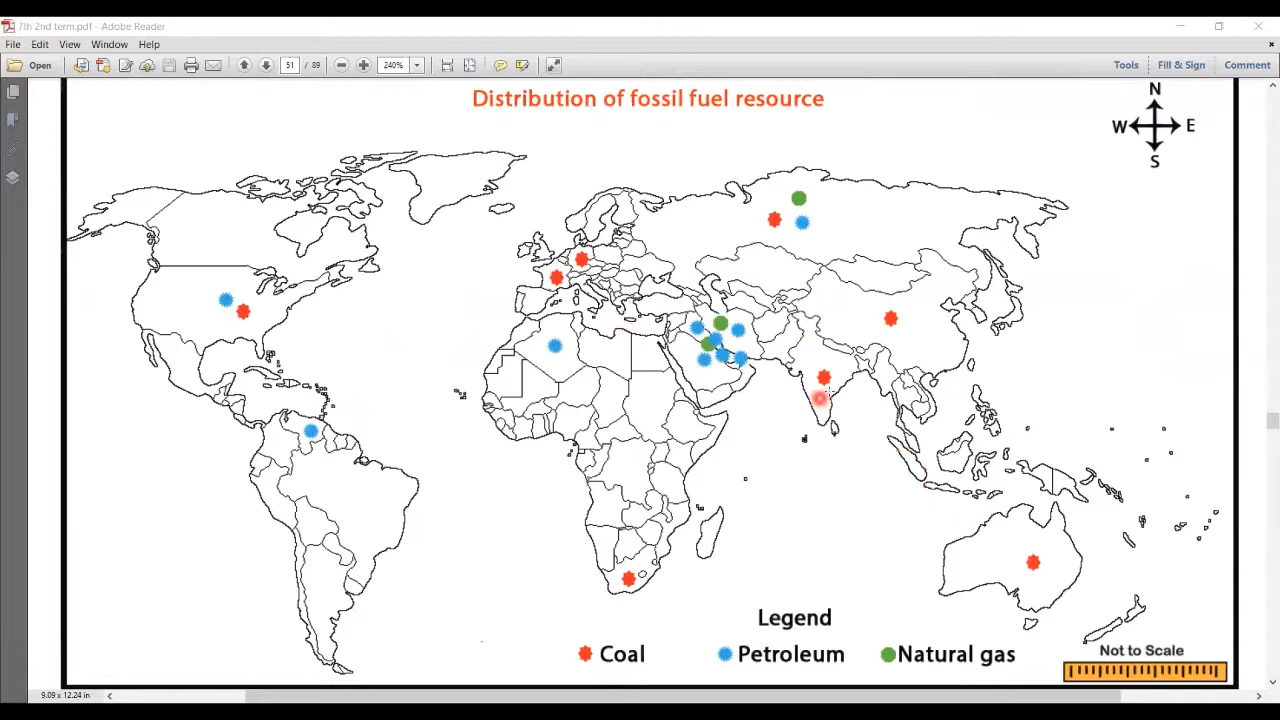 7th 2nd term.pdf - Adobe Reader
File Edit View Window Help
Open 51 / 89 240% Tools Fill & Sign Comment
Distribution of fossil fuel resource
N
W E
S
Legend
Coal Petroleum Natural gas
Not to Scale
9.09 x 12.24 in